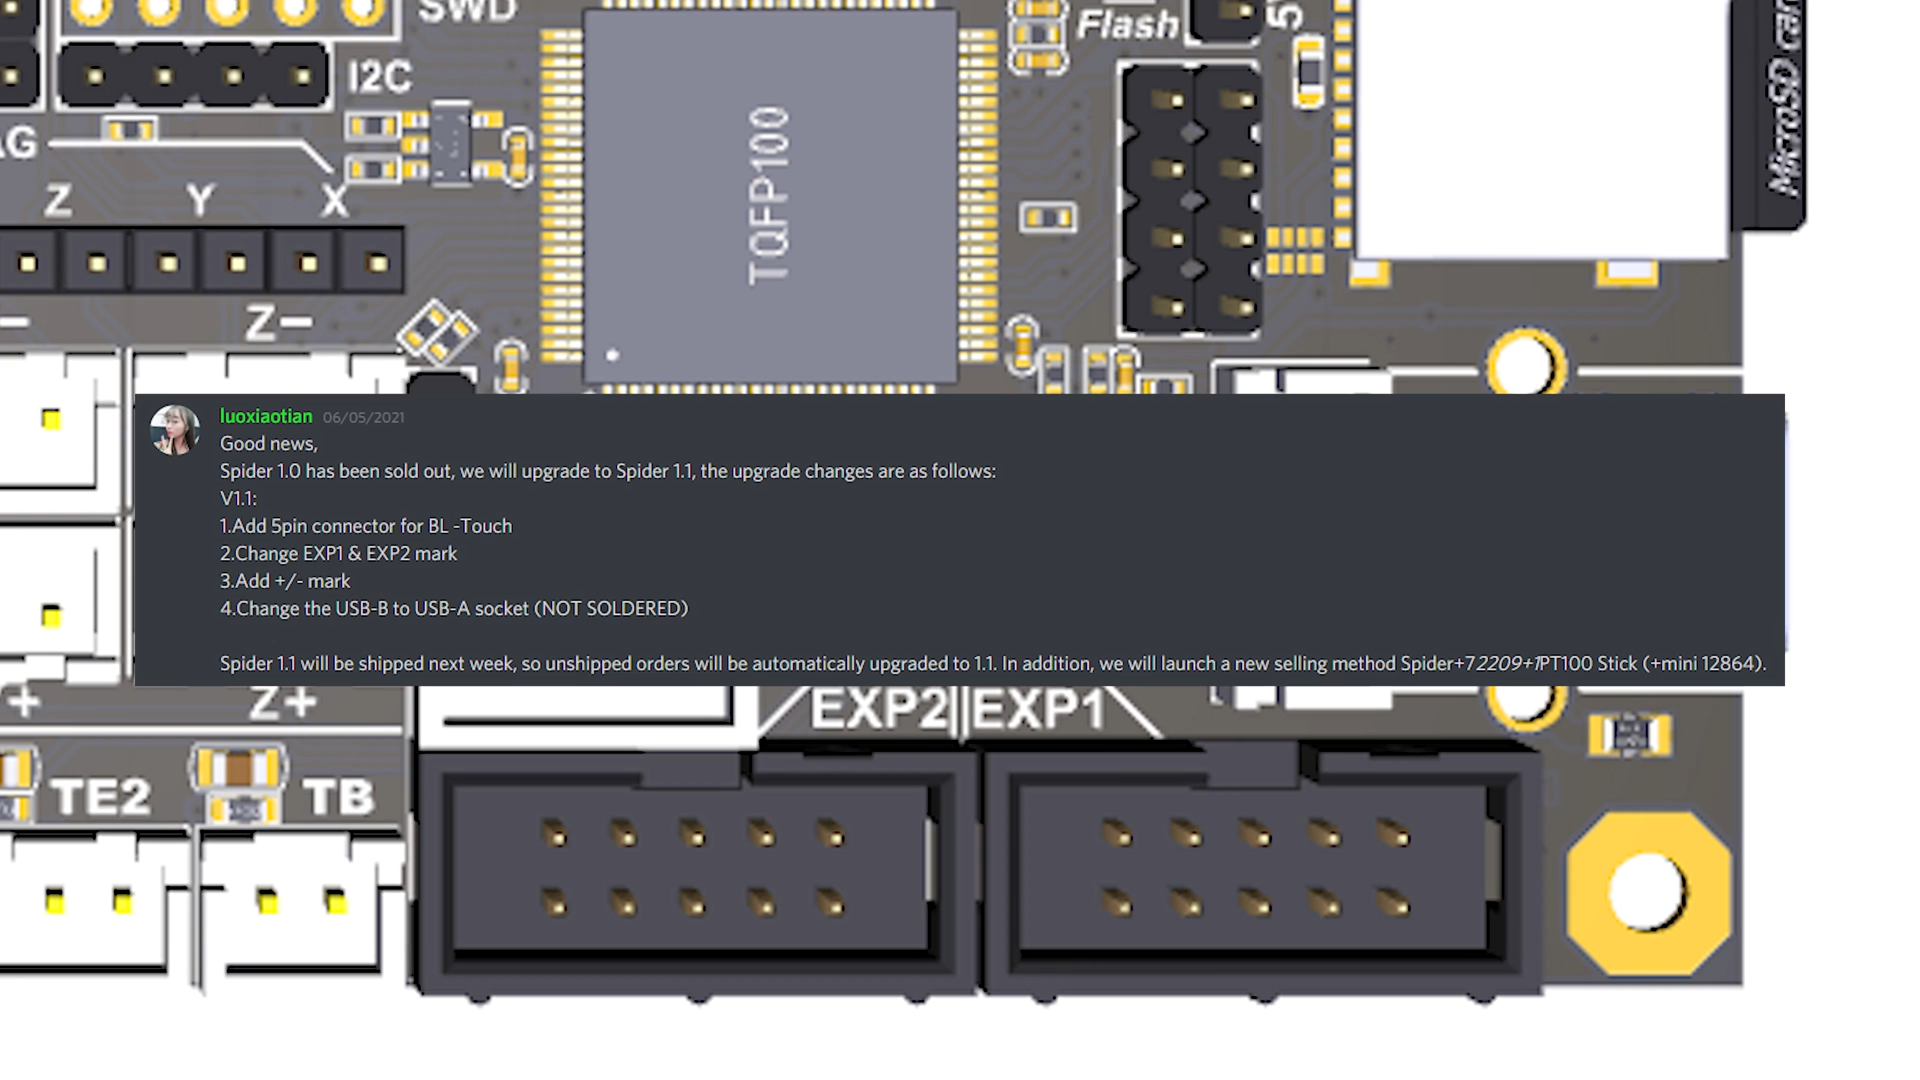 SWD
Flash
I2C
MicroSD
Z Y X
TQFP100
Z-
luoxiaotian 06/05/2021
Good news,
Spider 1.0 has been sold out, we will upgrade to Spider 1.1, the upgrade changes are as follows:
V1.1:
1.Add 5pin connector for BL -Touch
2.Change EXP1 & EXP2 mark
3.Add +/- mark
4.Change the USB-B to USB-A socket (NOT SOLDERED)
Spider 1.1 will be shipped next week, so unshipped orders will be automatically upgraded to 1.1. In addition, we will launch a new selling method Spider+72209+1PT100 Stick (+mini 12864).
+ Z+
EXP2||EXP1
TE2 TB